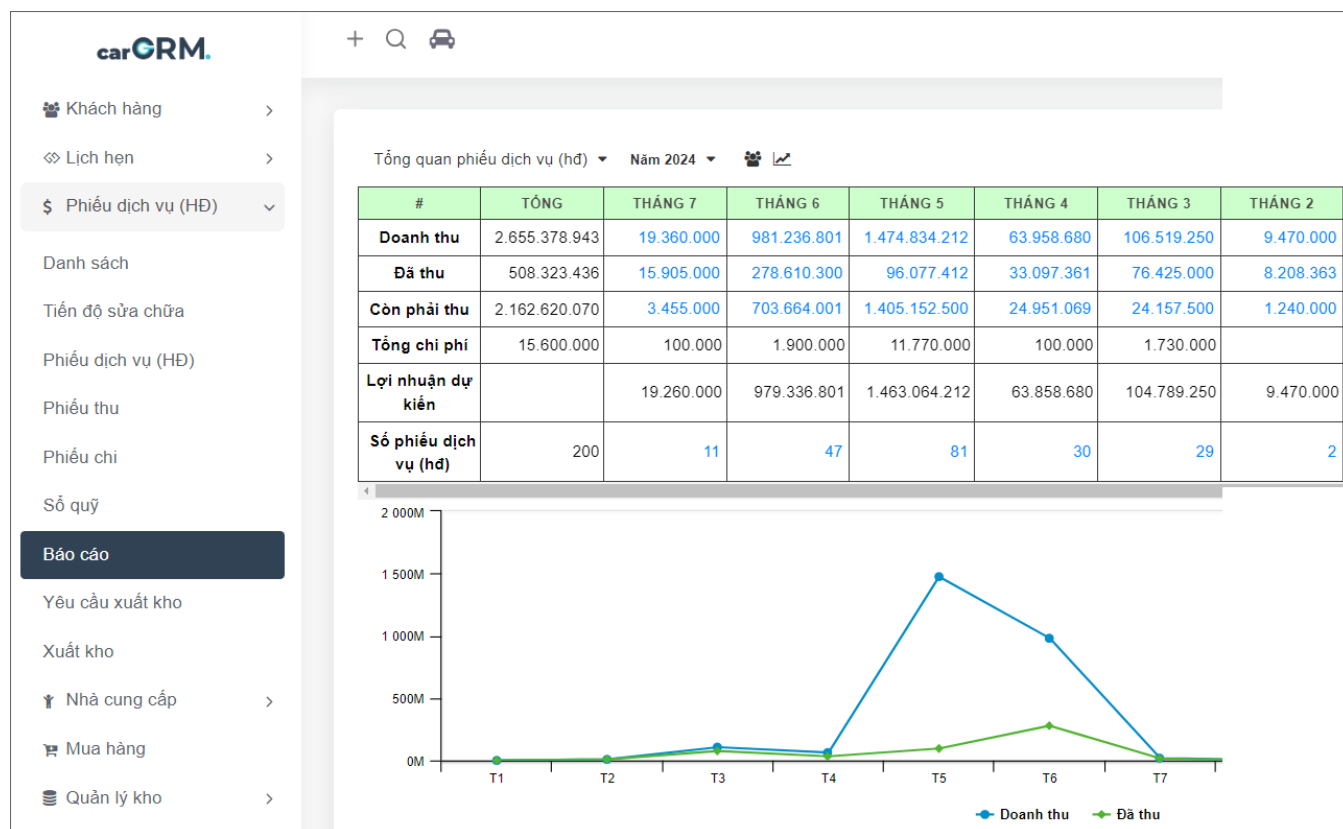 carGRM.
Khách hàng
Lịch hẹn
$ Phiếu dịch vụ (HĐ)
Danh sách
Tiến độ sửa chữa
Phiếu dịch vụ (HĐ)
Phiếu thu
Phiếu chi
Sổ quỹ
Báo cáo
Yêu cầu xuất kho
Xuất kho
Nhà cung cấp
Mua hàng
Quản lý kho
Tổng quan phiếu dịch vụ (hđ) Năm 2024
# TỔNG THÁNG 7 THÁNG 6 THÁNG 5 THÁNG 4 THÁNG 3 THÁNG 2
Doanh thu 2.655.378.943 19.360.000 981.236.801 1.474.834.212 63.958.680 106.519.250 9.470.000
Đã thu 508.323.436 15.905.000 278.610.300 96.077.412 33.097.361 76.425.000 8.208.363
Còn phải thu 2.162.620.070 3.455.000 703.664.001 1.405.152.500 24.951.069 24.157.500 1.240.000
Tổng chi phí 15.600.000 100.000 1.900.000 11.770.000 100.000 1.730.000
Lợi nhuận dự
kiến 19.260.000 979.336.801 1.463.064.212 63.858.680 104.789.250 9.470.000
Số phiếu dịch
vụ (hđ) 200 11 47 81 30 29 2
2 000M
1 500M
1 000M
500M
0M
T1 T2 T3 T4 T5 T6 T7
Doanh thu Đã thu